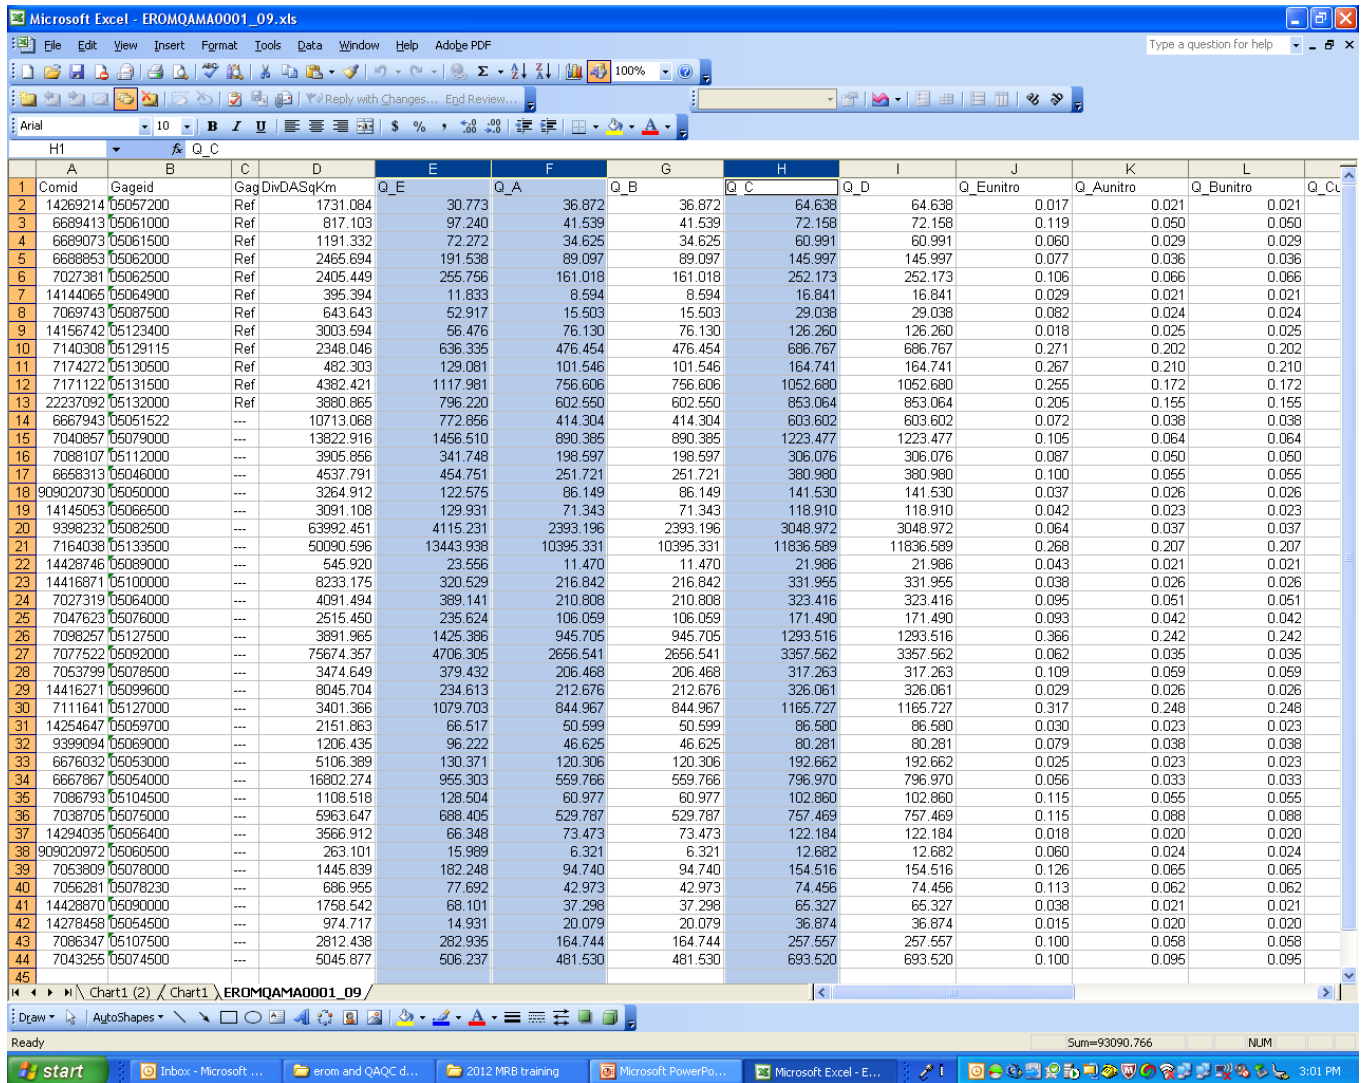 Microsoft Excel - EROMQAMA0001_09.xls
File Edit View Insert Format Tools Data Window Help Adobe PDF Type a question for help
Σ 100%
Reply with Changes... End Review...
Arial 10 B I U $ % ,
H1 fx Q_C
A B C D E F G H I J K L
1 Comid Gageid Gag DivDASqKm Q_E Q_A Q_B Q_C Q_D Q_Eunitro Q_Aunitro Q_Bunitro Q_Cu
2 14269214 05057200 Ref 1731.084 30.773 36.872 36.872 64.638 64.638 0.017 0.021 0.021
3 6689413 05061000 Ref 817.103 97.240 41.539 41.539 72.158 72.158 0.119 0.050 0.050
4 6689073 05061500 Ref 1191.332 72.272 34.625 34.625 60.991 60.991 0.060 0.029 0.029
5 6688853 05062000 Ref 2465.694 191.538 89.097 89.097 145.997 145.997 0.077 0.036 0.036
6 7027381 05062500 Ref 2405.449 255.756 161.018 161.018 252.173 252.173 0.106 0.066 0.066
7 14144065 05064900 Ref 395.394 11.833 8.594 8.594 16.841 16.841 0.029 0.021 0.021
8 7069743 05087500 Ref 643.643 52.917 15.503 15.503 29.038 29.038 0.082 0.024 0.024
9 14156742 05123400 Ref 3003.594 56.476 76.130 76.130 126.260 126.260 0.018 0.025 0.025
10 7140308 05129115 Ref 2348.046 636.335 476.454 476.454 686.767 686.767 0.271 0.202 0.202
11 7174272 05130500 Ref 482.303 129.081 101.546 101.546 164.741 164.741 0.267 0.210 0.210
12 7171122 05131500 Ref 4382.421 1117.981 756.606 756.606 1052.680 1052.680 0.255 0.172 0.172
13 22237092 05132000 Ref 3880.865 796.220 602.550 602.550 853.064 853.064 0.205 0.155 0.155
14 6667943 05051522 --- 10713.068 772.856 414.304 414.304 603.602 603.602 0.072 0.038 0.038
15 7040857 05079000 --- 13822.916 1456.510 890.385 890.385 1223.477 1223.477 0.105 0.064 0.064
16 7088107 05112000 --- 3905.856 341.748 198.597 198.597 306.076 306.076 0.087 0.050 0.050
17 6658313 05046000 --- 4537.791 454.751 251.721 251.721 380.980 380.980 0.100 0.055 0.055
18 909020730 05050000 --- 3264.912 122.575 86.149 86.149 141.530 141.530 0.037 0.026 0.026
19 14145053 05066500 --- 3091.108 129.931 71.343 71.343 118.910 118.910 0.042 0.023 0.023
20 9398232 05082500 --- 63992.451 4115.231 2393.196 2393.196 3048.972 3048.972 0.064 0.037 0.037
21 7164038 05133500 --- 50090.596 13443.938 10395.331 10395.331 11836.589 11836.589 0.268 0.207 0.207
22 14428746 05089000 --- 545.920 23.556 11.470 11.470 21.986 21.986 0.043 0.021 0.021
23 14416871 05100000 --- 8233.175 320.529 216.842 216.842 331.955 331.955 0.038 0.026 0.026
24 7027319 05064000 --- 4091.494 389.141 210.808 210.808 323.416 323.416 0.095 0.051 0.051
25 7047623 05076000 --- 2515.450 235.624 106.059 106.059 171.490 171.490 0.093 0.042 0.042
26 7098257 05127500 --- 3891.965 1425.386 945.705 945.705 1293.516 1293.516 0.366 0.242 0.242
27 7077522 05092000 --- 75674.357 4706.305 2656.541 2656.541 3357.562 3357.562 0.062 0.035 0.035
28 7053799 05078500 --- 3474.649 379.432 206.468 206.468 317.263 317.263 0.109 0.059 0.059
29 14416271 05099600 --- 8045.704 234.613 212.676 212.676 326.061 326.061 0.029 0.026 0.026
30 7111641 05127000 --- 3401.366 1079.703 844.967 844.967 1165.727 1165.727 0.317 0.248 0.248
31 14254647 05059700 --- 2151.863 66.517 50.599 50.599 86.580 86.580 0.030 0.023 0.023
32 9399094 05069000 --- 1206.435 96.222 46.625 46.625 80.281 80.281 0.079 0.038 0.038
33 6676032 05053000 --- 5106.389 130.371 120.306 120.306 192.662 192.662 0.025 0.023 0.023
34 6667867 05054000 --- 16802.274 955.303 559.766 559.766 796.970 796.970 0.056 0.033 0.033
35 7086793 05104500 --- 1108.518 128.504 60.977 60.977 102.860 102.860 0.115 0.055 0.055
36 7038705 05075000 --- 5963.647 688.405 529.787 529.787 757.469 757.469 0.115 0.088 0.088
37 14294035 05056400 --- 3566.912 66.348 73.473 73.473 122.184 122.184 0.018 0.020 0.020
38 909020972 05060500 --- 263.101 15.989 6.321 6.321 12.682 12.682 0.060 0.024 0.024
39 7053809 05078000 --- 1445.839 182.248 94.740 94.740 154.516 154.516 0.126 0.065 0.065
40 7056281 05078230 --- 686.955 77.692 42.973 42.973 74.456 74.456 0.113 0.062 0.062
41 14428870 05090000 --- 1758.542 68.101 37.298 37.298 65.327 65.327 0.038 0.021 0.021
42 14278458 05054500 --- 974.717 14.931 20.079 20.079 36.874 36.874 0.015 0.020 0.020
43 7086347 05107500 --- 2812.438 282.935 164.744 164.744 257.557 257.557 0.100 0.058 0.058
44 7043255 05074500 --- 5045.877 506.237 481.530 481.530 693.520 693.520 0.100 0.095 0.095
45
Chart1 (2) Chart1 EROMQAMA0001_09
Draw AutoShapes
Ready Sum=93090.766 NUM
start Inbox - Microsoft ... erom and QAQC d... 2012 MRB training Microsoft PowerPo... Microsoft Excel - E... 3:01 PM